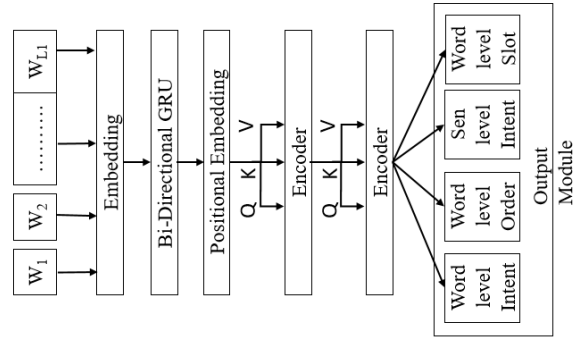 W1
W2
..........
WL1
Embedding
Bi-Directional GRU
Positional Embedding
Q
K
V
Encoder
Q
K
V
Encoder
Word
level
Intent
Word
level
Order
Sen
level
Intent
Word
level
Slot
Output
Module